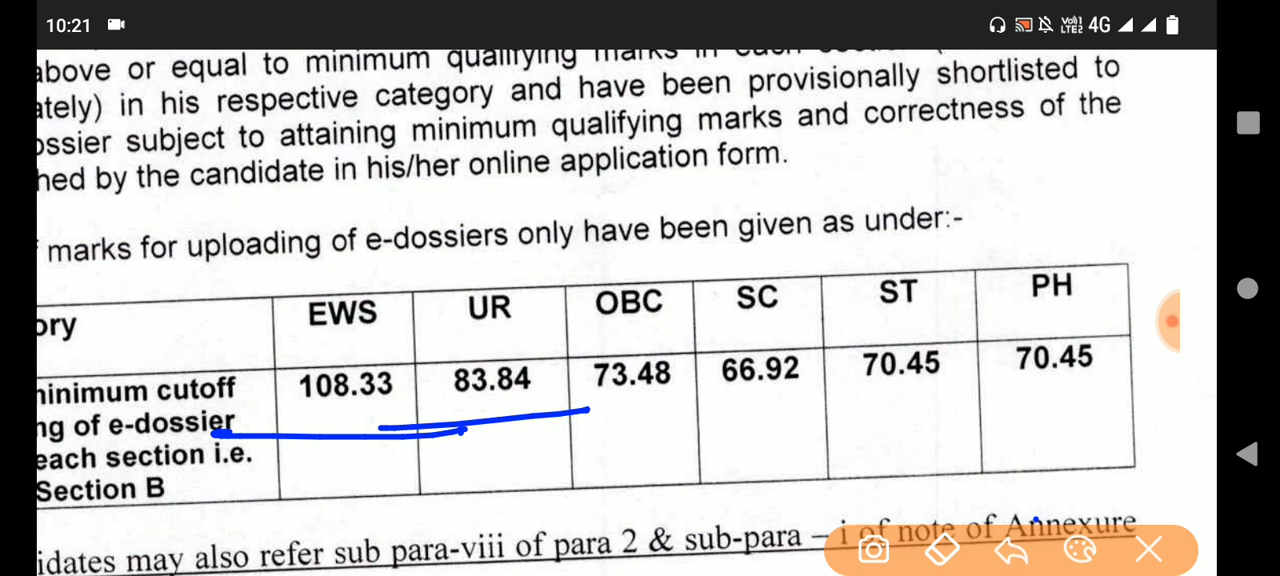 10:21
VoI)1 LTE2 4G
above or equal to minimum qualifying marks in each
ately) in his respective category and have been provisionally shortlisted to
ossier subject to attaining minimum qualifying marks and correctness of the
hed by the candidate in his/her online application form.
marks for uploading of e-dossiers only have been given as under:-
ory EWS UR OBC SC ST PH
minimum cutoff 108.33 83.84 73.48 66.92 70.45 70.45
ng of e-dossier
each section i.e.
Section B
idates may also refer sub para-viii of para 2 & sub-para – i of note of Annexure